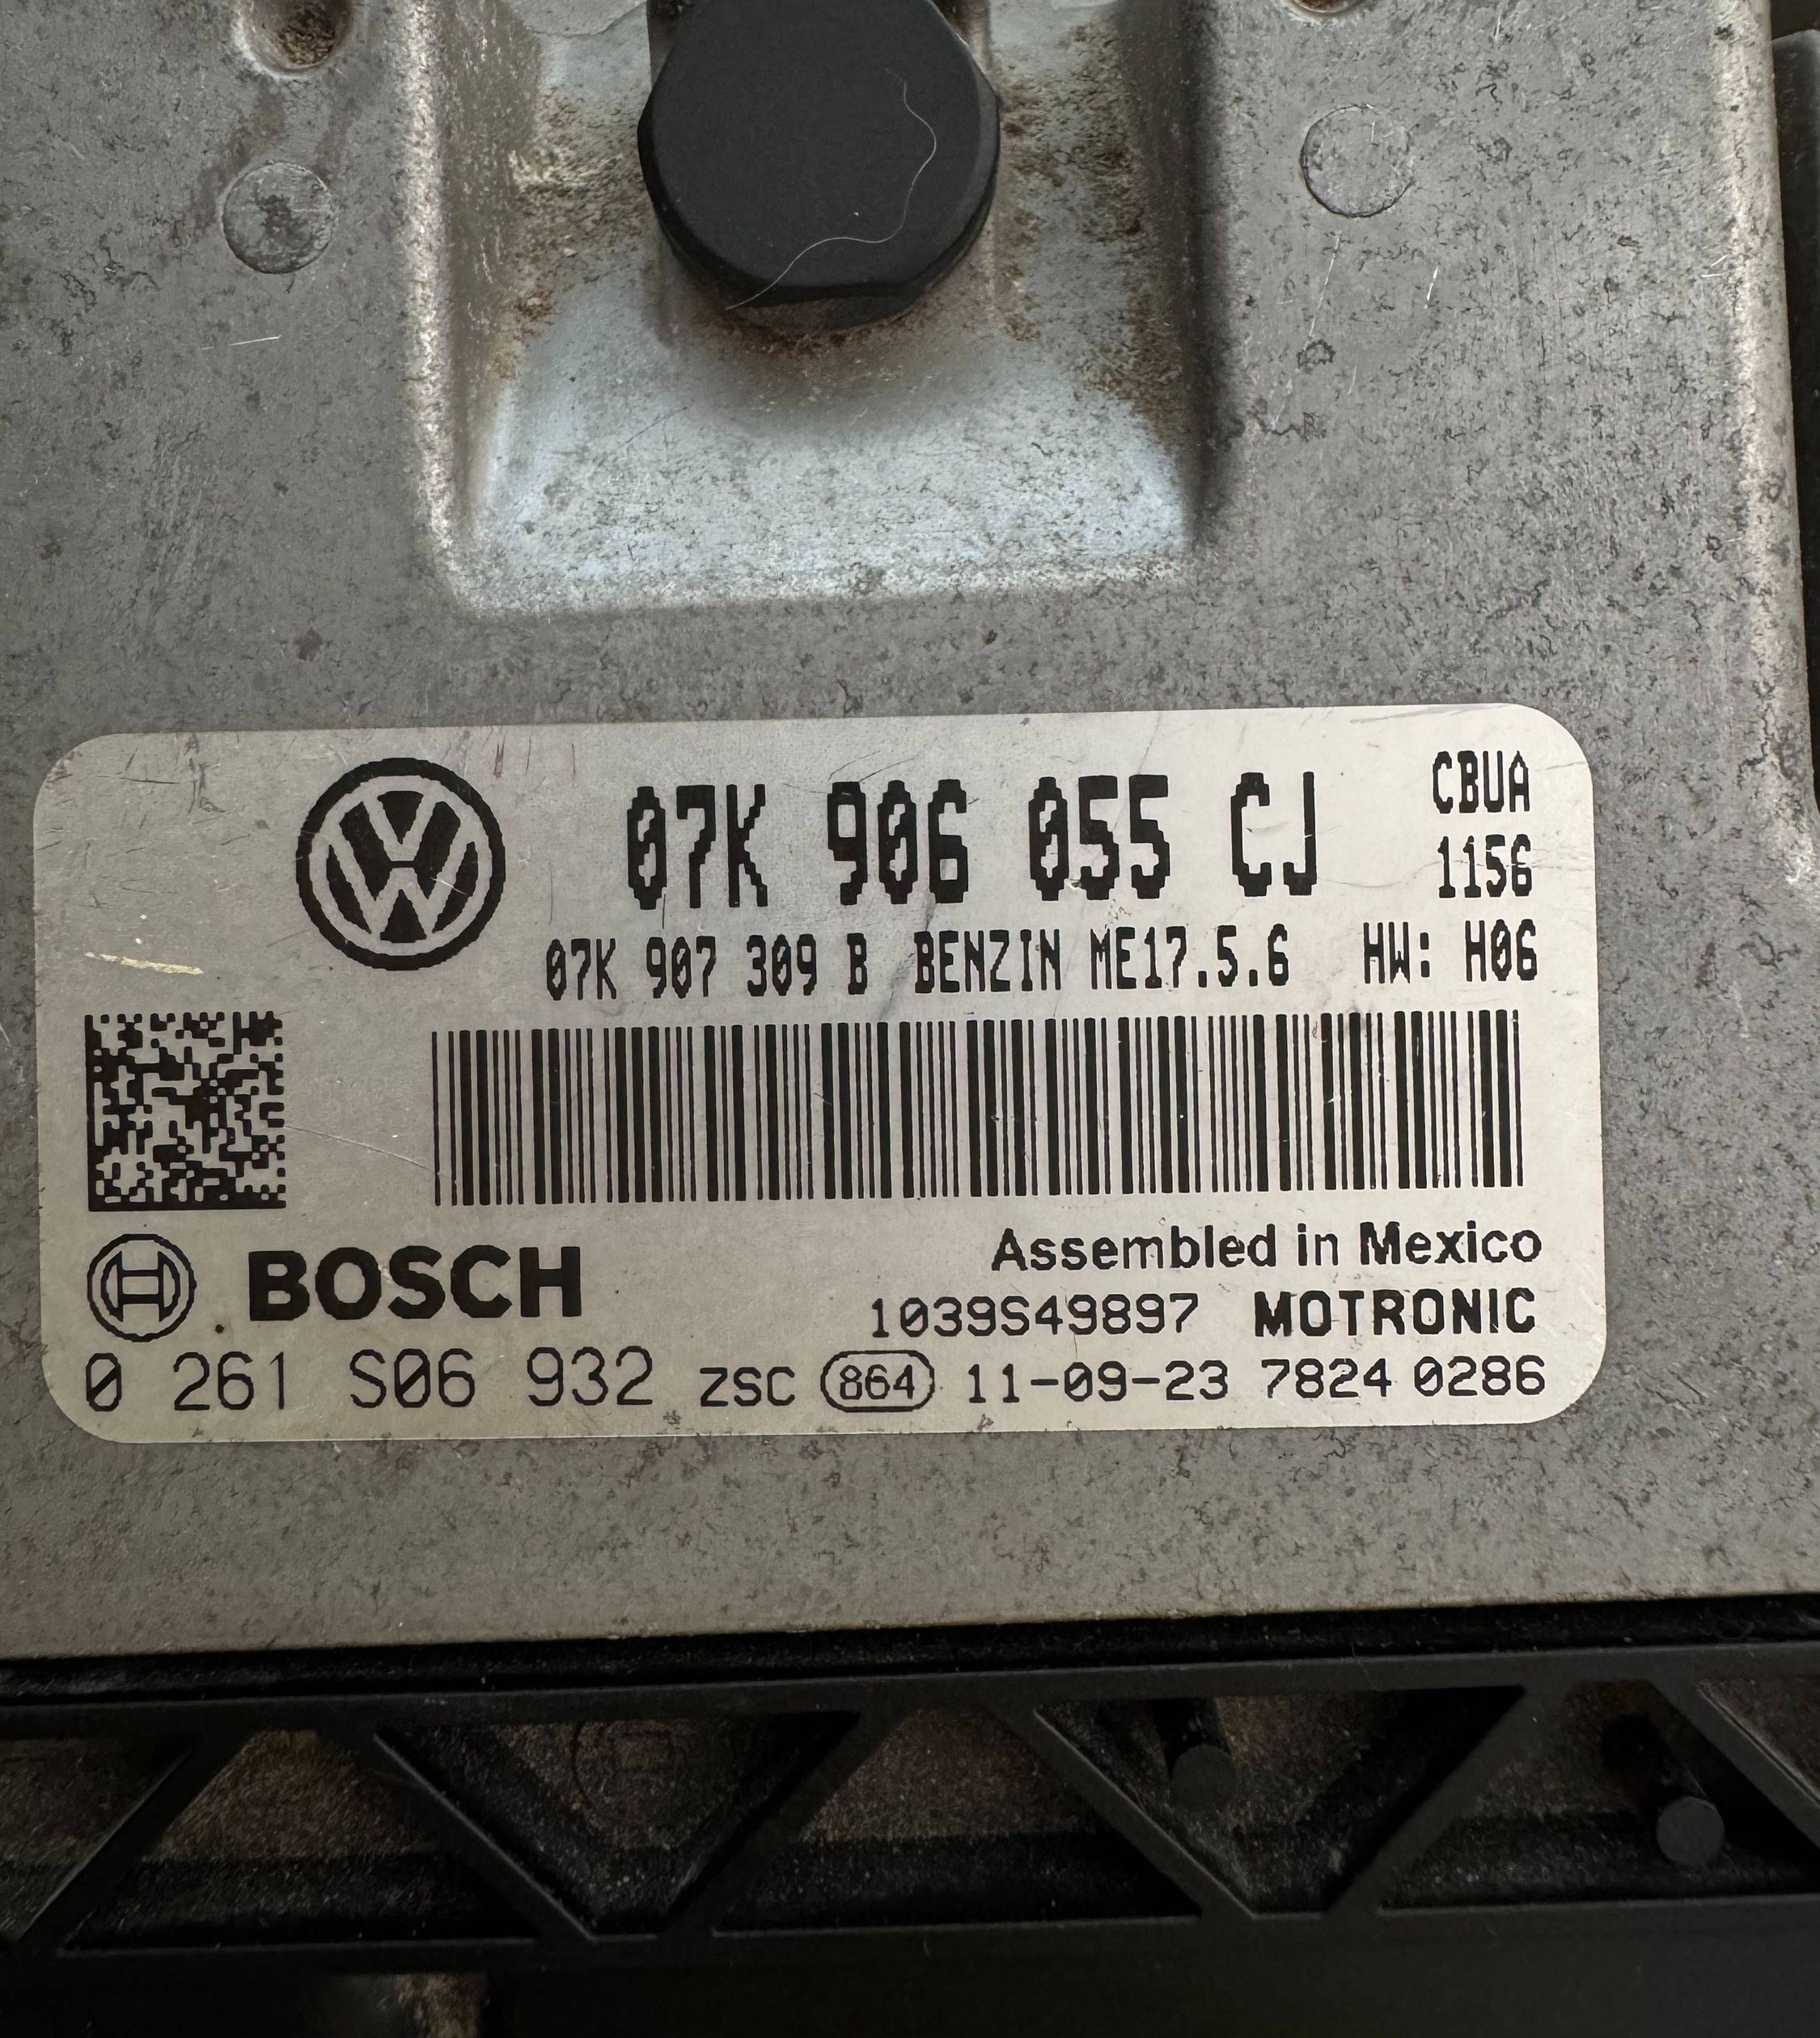 07K 906 055 CJ
CBUA
1156
07K 907 309 B BENZIN ME17.5.6 HW: H06
BOSCH
Assembled in Mexico
1039S49897 MOTRONIC
0 261 S06 932 ZSC 864 11-09-23 7824 0286